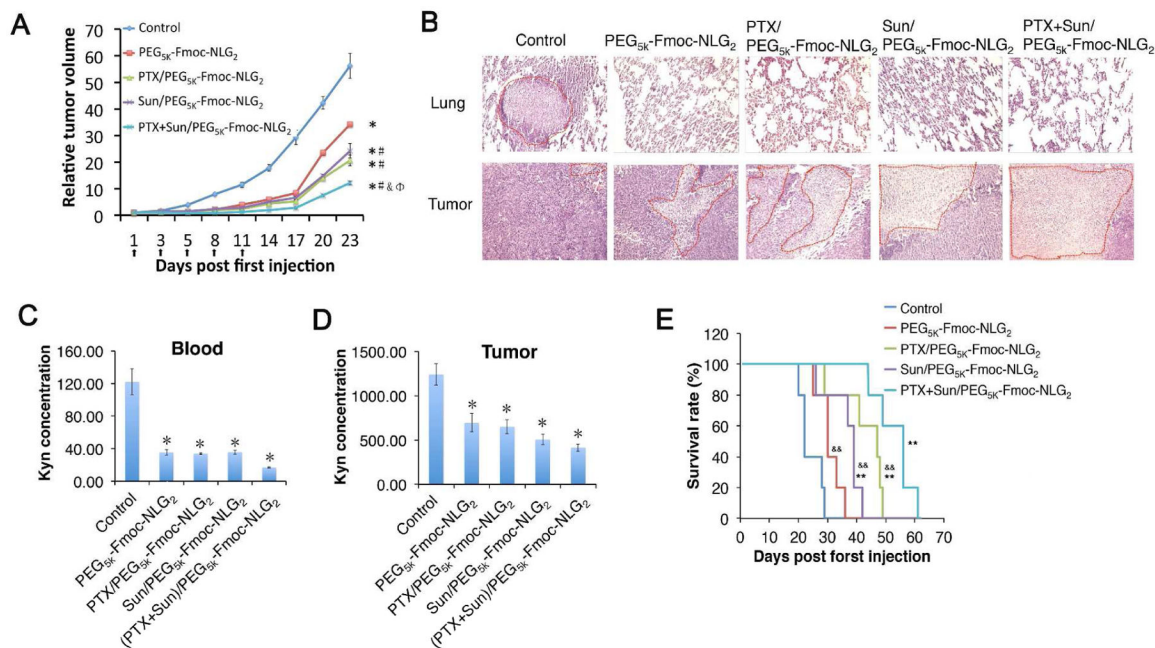 A
Control
PEG5K-Fmoc-NLG2
PTX/PEG5K-Fmoc-NLG2
Sun/PEG5K-Fmoc-NLG2
PTX+Sun/PEG5K-Fmoc-NLG2
Relative tumor volume
70
60
50
40
30
20
10
0
*
*#
*#
*# & Φ
1 3 5 8 11 14 17 20 23
Days post first injection
B
Control
PEG5k-Fmoc-NLG2
PTX/
PEG5k-Fmoc-NLG2
Sun/
PEG5k-Fmoc-NLG2
PTX+Sun/
PEG5k-Fmoc-NLG2
Lung
Tumor
C
Blood
Kyn concentration
160.00
120.00
80.00
40.00
0.00
* * * *
Control
PEG5k-Fmoc-NLG2
PTX/PEG5k-Fmoc-NLG2
Sun/PEG5k-Fmoc-NLG2
(PTX+Sun)/PEG5k-Fmoc-NLG2
D
Tumor
Kyn concentration
1500.00
1000.00
500.00
0.00
* * * *
Control
PEG5k-Fmoc-NLG2
PTX/PEG5k-Fmoc-NLG2
Sun/PEG5k-Fmoc-NLG2
(PTX+Sun)/PEG5k-Fmoc-NLG2
E
Control
PEG5K-Fmoc-NLG2
PTX/PEG5K-Fmoc-NLG2
Sun/PEG5K-Fmoc-NLG2
PTX+Sun/PEG5K-Fmoc-NLG2
Survival rate (%)
120
100
80
60
40
20
0
&&
&&
**
&&
**
**
0 10 20 30 40 50 60 70
Days post forst injection